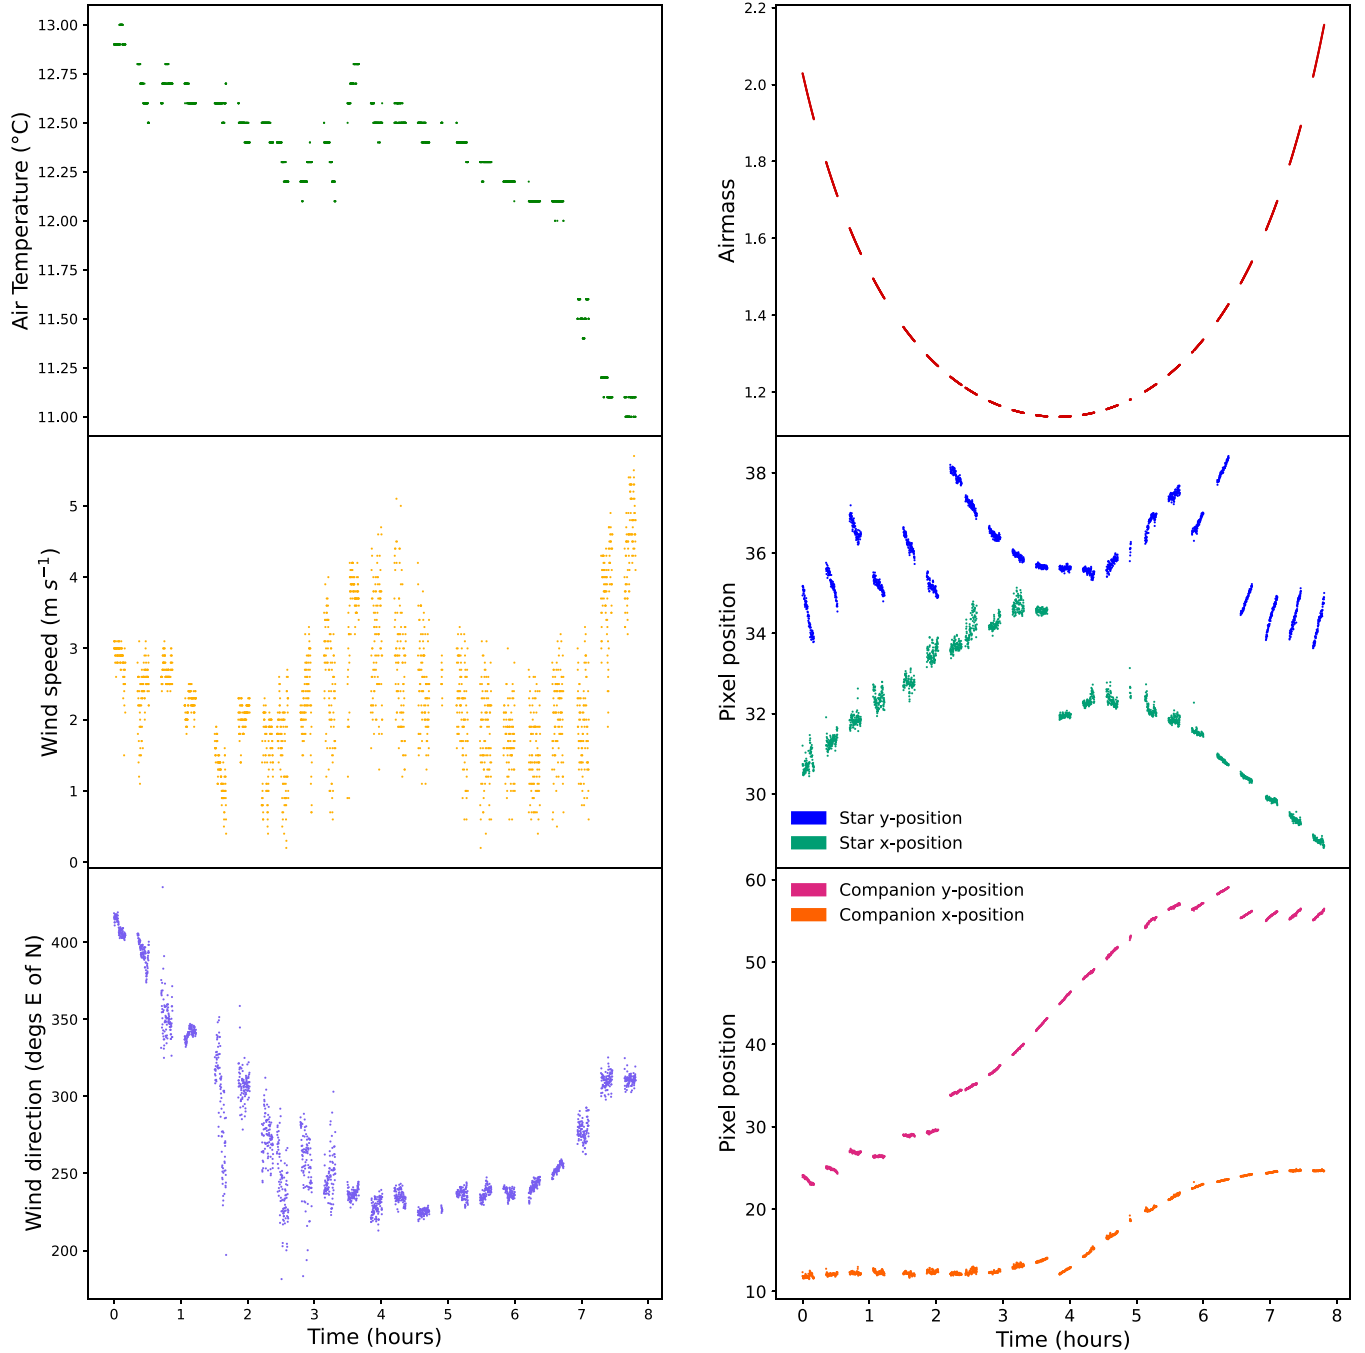 13.00
12.75
12.50
12.25
12.00
11.75
11.50
11.25
11.00
Air Temperature (°C)
2.2
2.0
1.8
1.6
1.4
1.2
Airmass
5
4
3
2
1
0
Wind speed (m s⁻¹)
38
36
34
32
30
Pixel position
Star y-position
Star x-position
400
350
300
250
200
Wind direction (degs E of N)
0 1 2 3 4 5 6 7 8
Time (hours)
60
50
40
30
20
10
Pixel position
Companion y-position
Companion x-position
0 1 2 3 4 5 6 7 8
Time (hours)